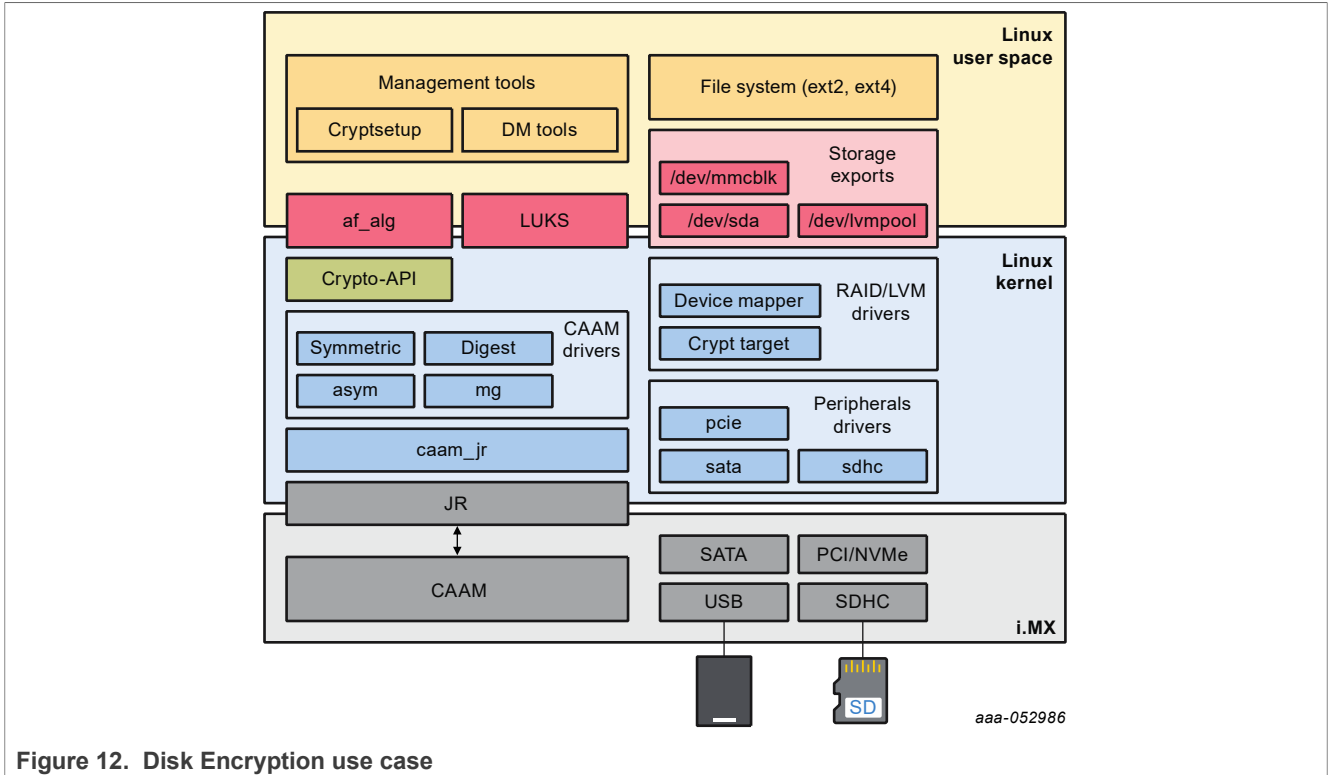 Linux
user space
Management tools
Cryptsetup
DM tools
File system (ext2, ext4)
Storage
exports
/dev/mmcblk
/dev/sda
/dev/lvmpool
af_alg
LUKS
Linux
kernel
Crypto-API
CAAM
drivers
Symmetric
Digest
asym
mg
caam_jr
RAID/LVM
drivers
Device mapper
Crypt target
Peripherals
drivers
pcie
sata
sdhc
JR
CAAM
SATA
PCI/NVMe
USB
SDHC
i.MX
SD
aaa-052986
Figure 12. Disk Encryption use case